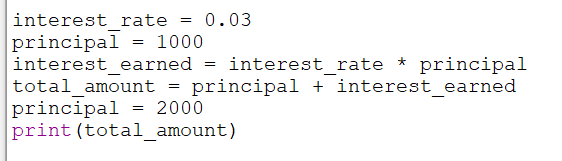 interest_rate = 0.03
principal = 1000
interest_earned = interest_rate * principal
total_amount = principal + interest_earned
principal = 2000
print(total_amount)